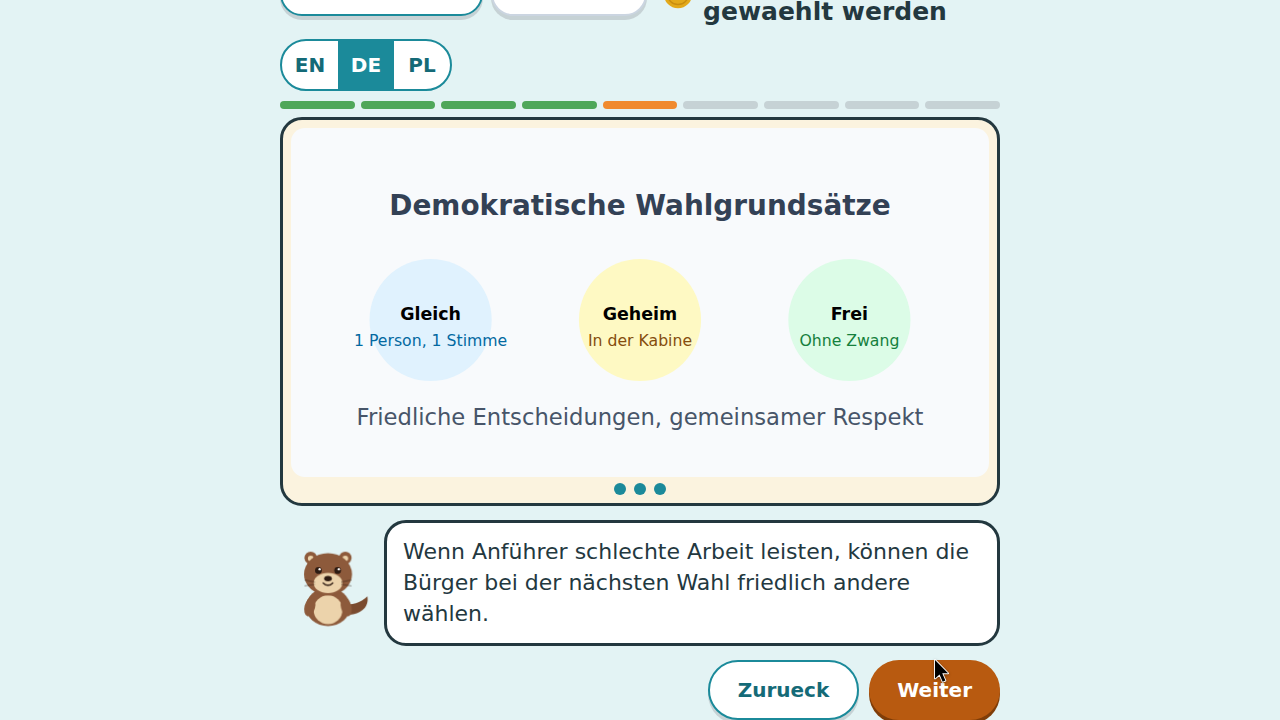 gewaehlt werden
EN DE PL
Demokratische Wahlgrundsätze
Gleich Geheim Frei
1 Person, 1 Stimme In der Kabine Ohne Zwang
Friedliche Entscheidungen, gemeinsamer Respekt
Wenn Anführer schlechte Arbeit leisten, können die
Bürger bei der nächsten Wahl friedlich andere
wählen.
Zurueck Weiter